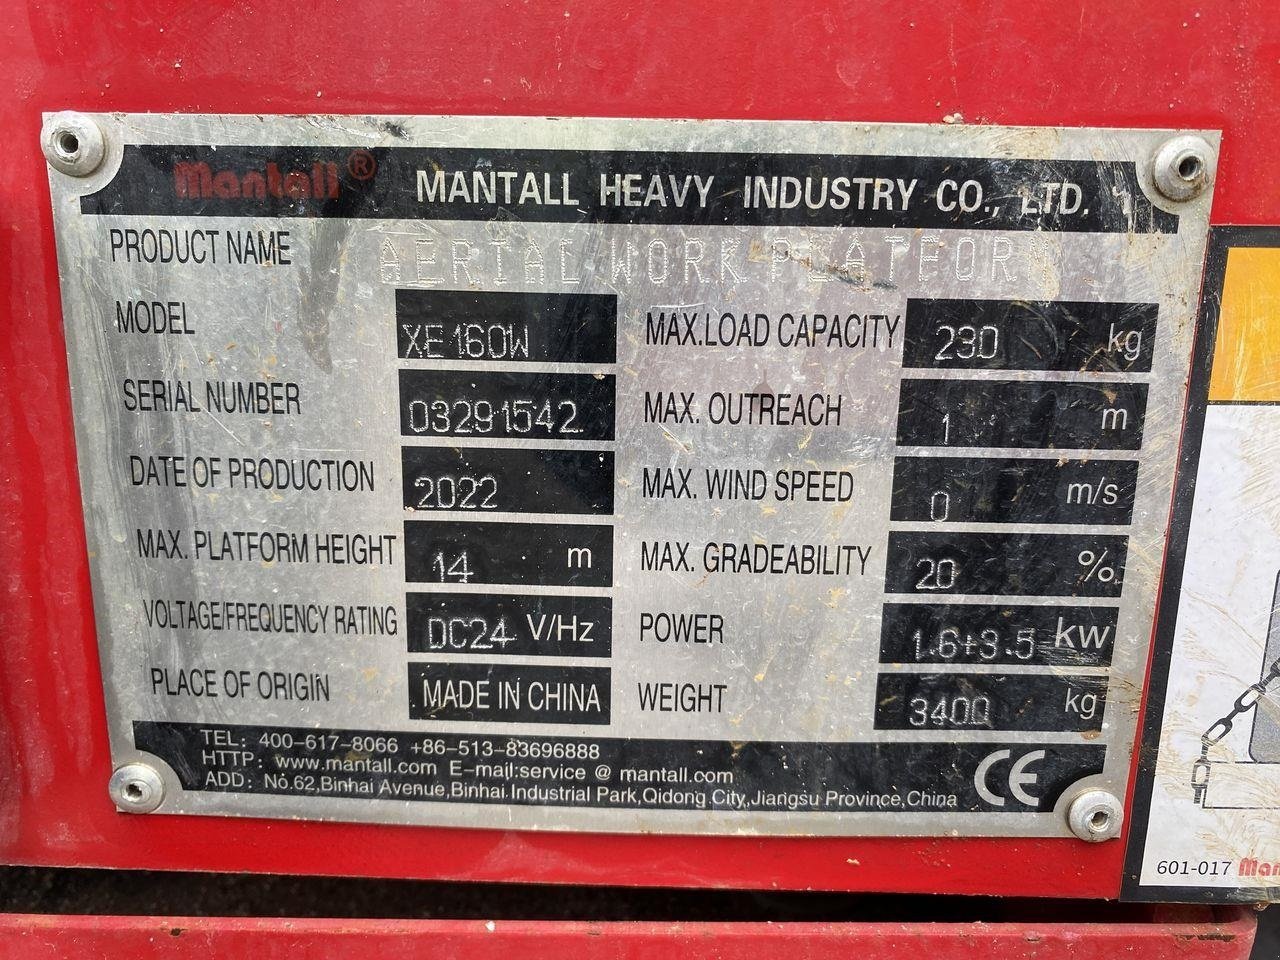 Mantall® MANTALL HEAVY INDUSTRY CO., LTD.
PRODUCT NAME AERIAL WORK PLATFORM
MODEL XE160W
MAX.LOAD CAPACITY 230 kg
SERIAL NUMBER 03291542
MAX. OUTREACH 1 m
DATE OF PRODUCTION 2022
MAX. WIND SPEED 0 m/s
MAX. PLATFORM HEIGHT 14 m
MAX. GRADEABILITY 20 %
VOLTAGE/FREQUENCY RATING DC24 V/Hz
POWER 1.6+3.5 kw
PLACE OF ORIGIN MADE IN CHINA
WEIGHT 3400 kg
TEL: 400-617-8066 +86-513-83696888
HTTP: www.mantall.com E-mail:service @ mantall.com
ADD: No.62,Binhai Avenue,Binhai Industrial Park,Qidong City,Jiangsu Province,China
CE
601-017 Man